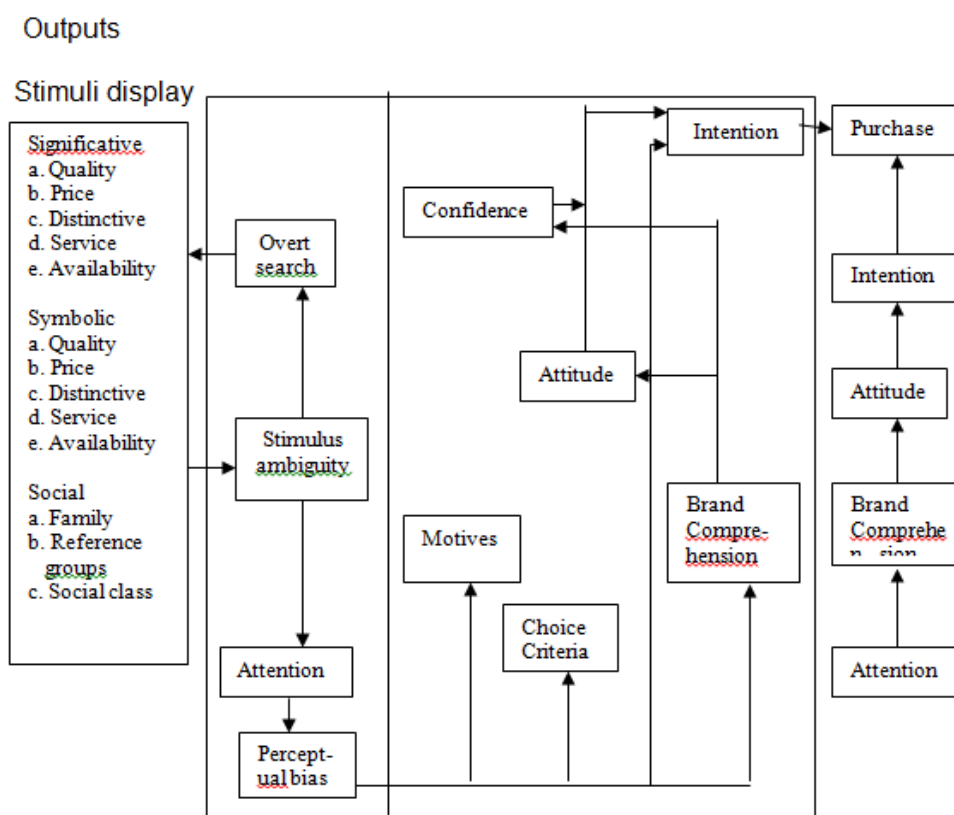 Outputs
Stimuli display
Significative
a. Quality
b. Price
c. Distinctive
d. Service
e. Availability
Symbolic
a. Quality
b. Price
c. Distinctive
d. Service
e. Availability
Social
a. Family
b. Reference
groups
c. Social class
Overt
search
Stimulus
ambiguity
Attention
Percept-
ual bias
Confidence
Attitude
Motives
Choice
Criteria
Intention
Brand
Compre-
hension
Purchase
Intention
Attitude
Brand
Comprehe
n sion
Attention